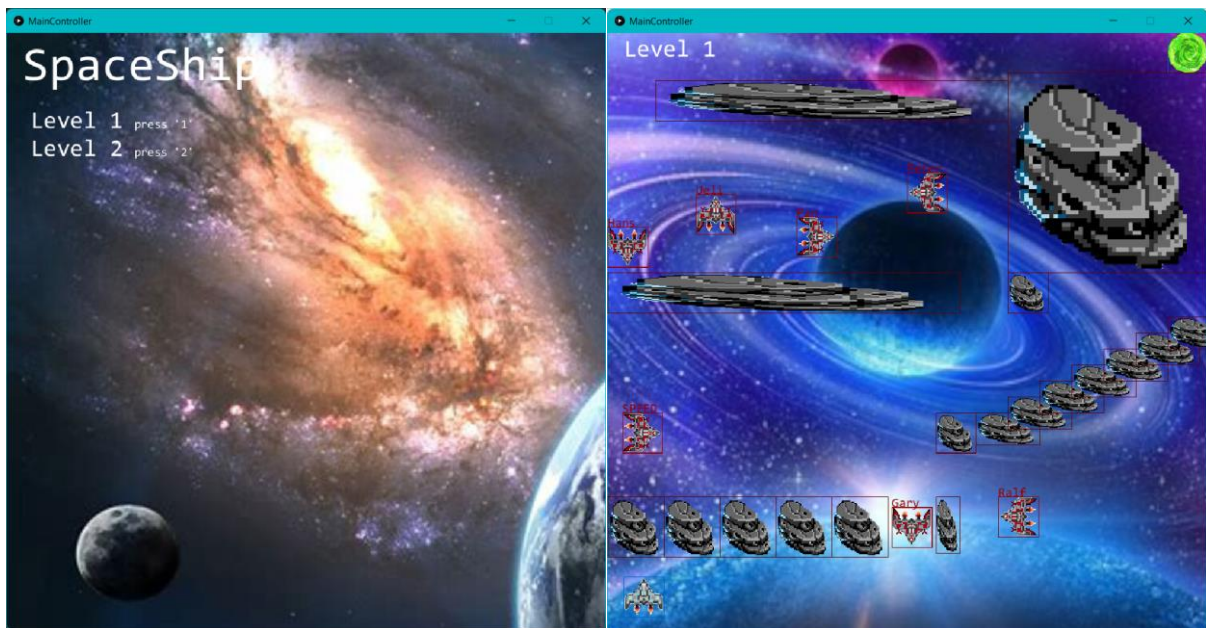 MainController
SpaceShip
Level 1 press '1'
Level 2 press '2'
MainController
Level 1
Hans
Gary
Ralf